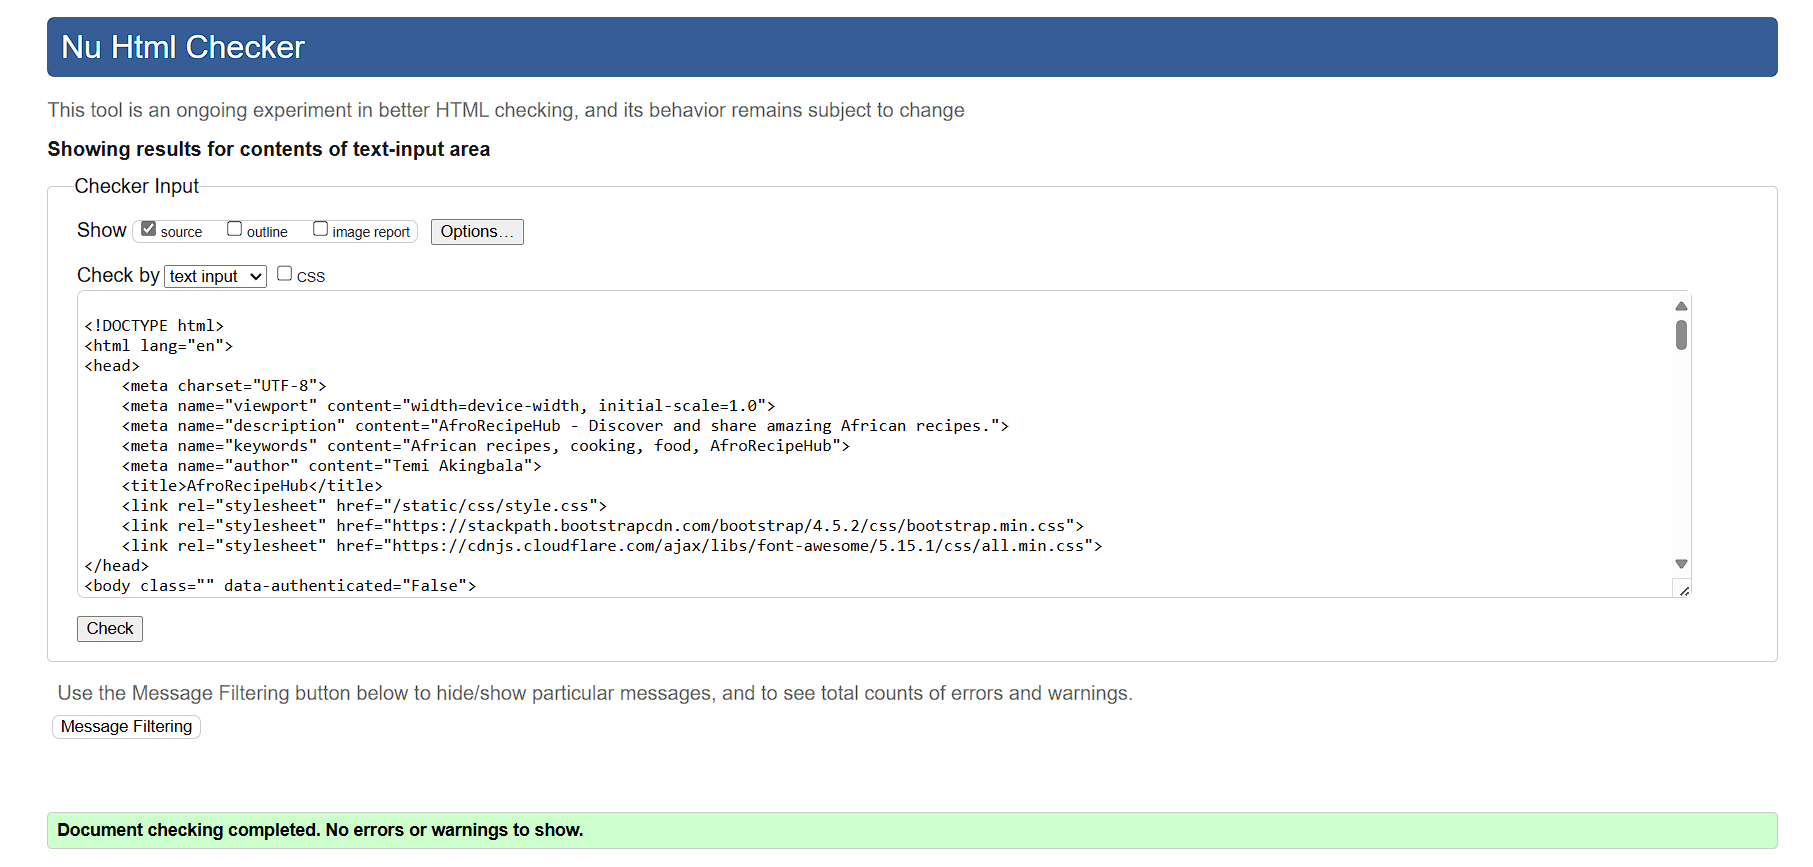 Nu Html Checker
This tool is an ongoing experiment in better HTML checking, and its behavior remains subject to change
Showing results for contents of text-input area
Checker Input
Show source outline image report Options...
Check by text input CSS
<!DOCTYPE html>
<html lang="en">
<head>
    <meta charset="UTF-8">
    <meta name="viewport" content="width=device-width, initial-scale=1.0">
    <meta name="description" content="AfroRecipeHub - Discover and share amazing African recipes.">
    <meta name="keywords" content="African recipes, cooking, food, AfroRecipeHub">
    <meta name="author" content="Temi Akingbala">
    <title>AfroRecipeHub</title>
    <link rel="stylesheet" href="/static/css/style.css">
    <link rel="stylesheet" href="https://stackpath.bootstrapcdn.com/bootstrap/4.5.2/css/bootstrap.min.css">
    <link rel="stylesheet" href="https://cdnjs.cloudflare.com/ajax/libs/font-awesome/5.15.1/css/all.min.css">
</head>
<body class="" data-authenticated="False">
Check
Use the Message Filtering button below to hide/show particular messages, and to see total counts of errors and warnings.
Message Filtering
Document checking completed. No errors or warnings to show.